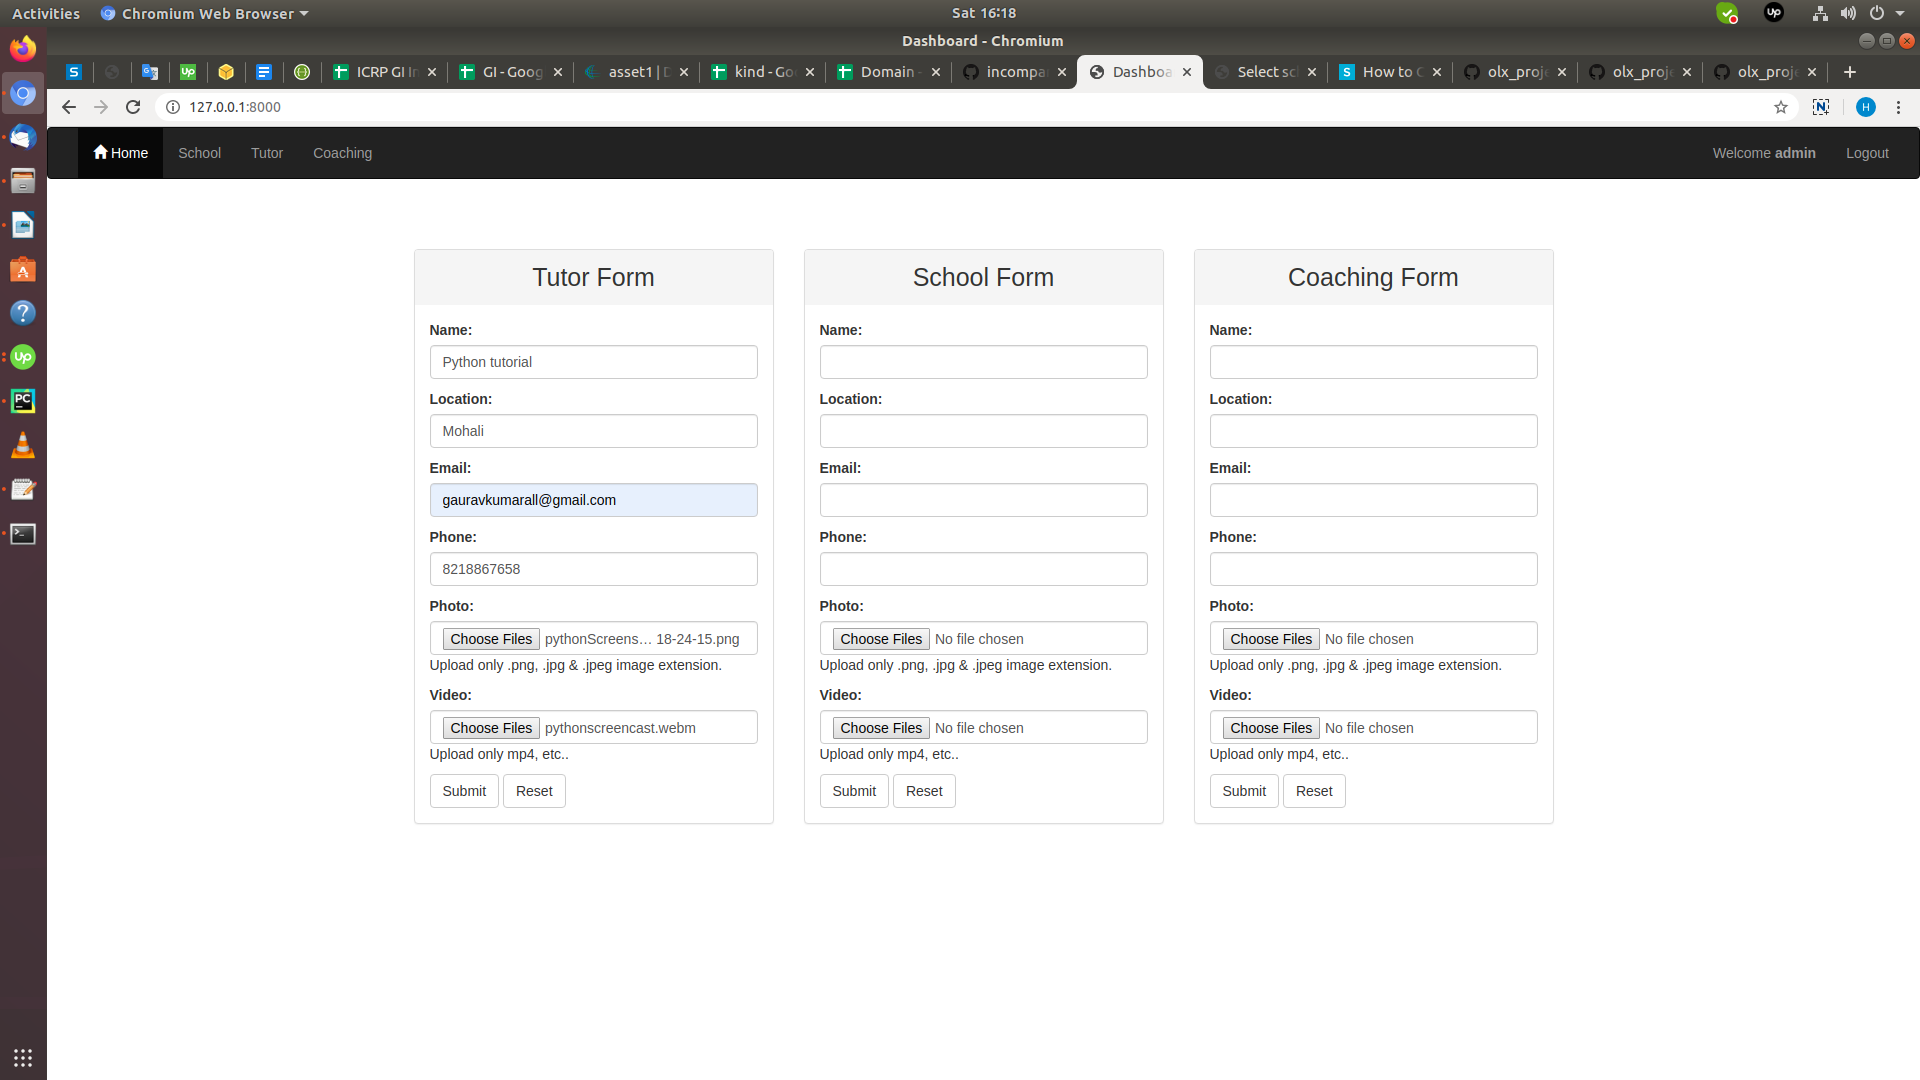 Activities Chromium Web Browser Sat 16:18
Dashboard - Chromium
ICRP GI GI - Goog asset1 | kind - Go Domain - incompa Dashboa Select sc How to olx_proj olx_proj olx_proj
127.0.0.1:8000
Home School Tutor Coaching Welcome admin Logout
Tutor Form
Name:
Python tutorial
Location:
Mohali
Email:
gauravkumarall@gmail.com
Phone:
8218867658
Photo:
Choose Files pythonScreens… 18-24-15.png
Upload only .png, .jpg & .jpeg image extension.
Video:
Choose Files pythonscreencast.webm
Upload only mp4, etc..
Submit Reset
School Form
Name:
Location:
Email:
Phone:
Photo:
Choose Files No file chosen
Upload only .png, .jpg & .jpeg image extension.
Video:
Choose Files No file chosen
Upload only mp4, etc..
Submit Reset
Coaching Form
Name:
Location:
Email:
Phone:
Photo:
Choose Files No file chosen
Upload only .png, .jpg & .jpeg image extension.
Video:
Choose Files No file chosen
Upload only mp4, etc..
Submit Reset